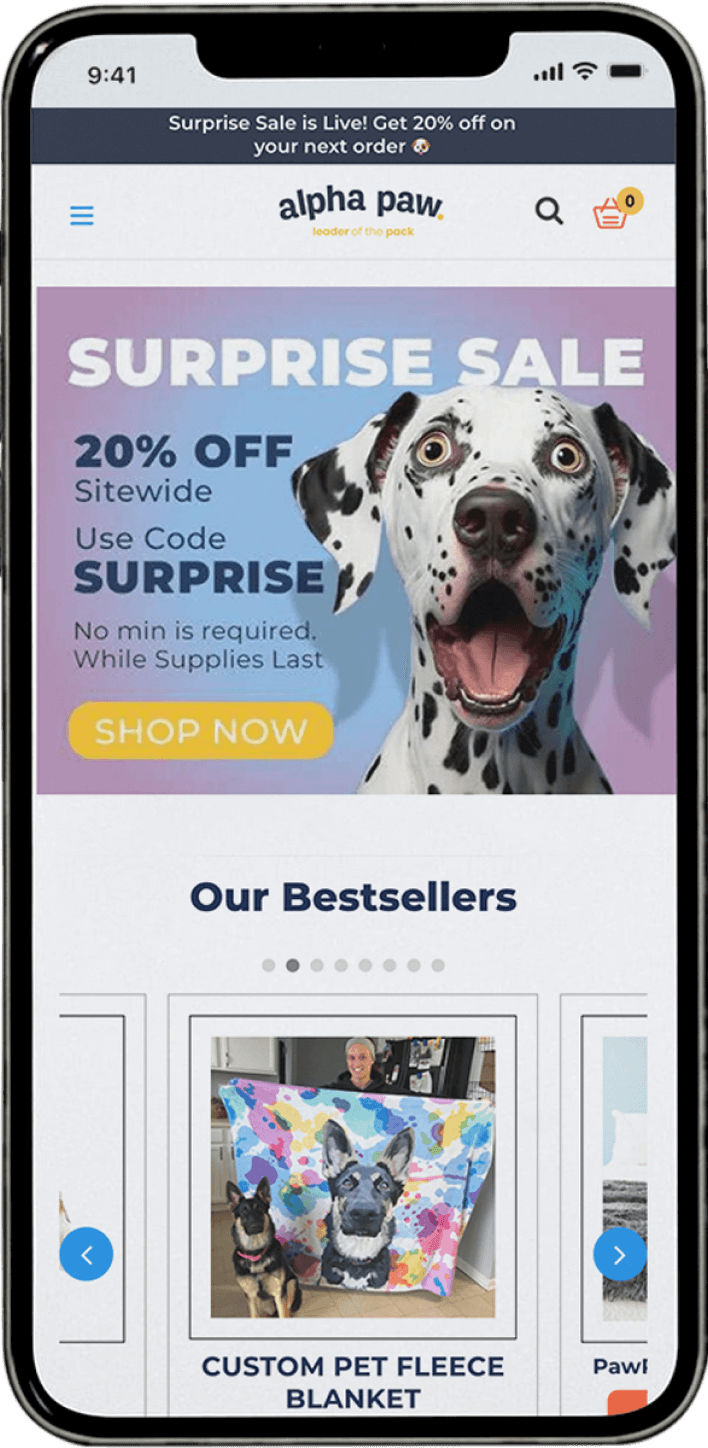 9:41
Surprise Sale is Live! Get 20% off on
your next order
alpha paw.
leader of the pack
0
SURPRISE SALE
20% OFF
Sitewide
Use Code
SURPRISE
No min is required.
While Supplies Last
SHOP NOW
Our Bestsellers
CUSTOM PET FLEECE
BLANKET